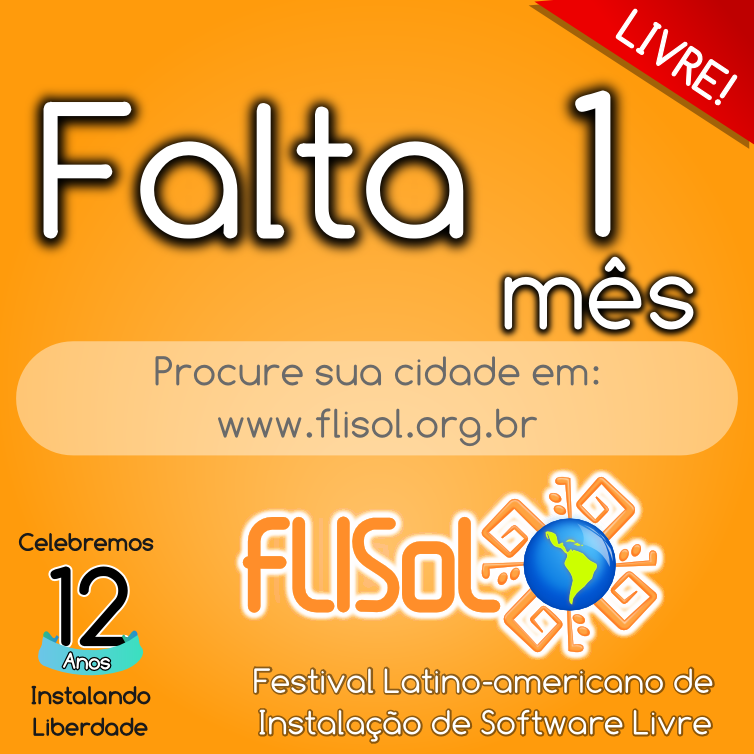 LIVRE!
Falta 1
mês
Procure sua cidade em:
www.flisol.org.br
Celebremos
12
Anos
Instalando
Liberdade
FLISoL
Festival Latino-americano de
Instalação de Software Livre